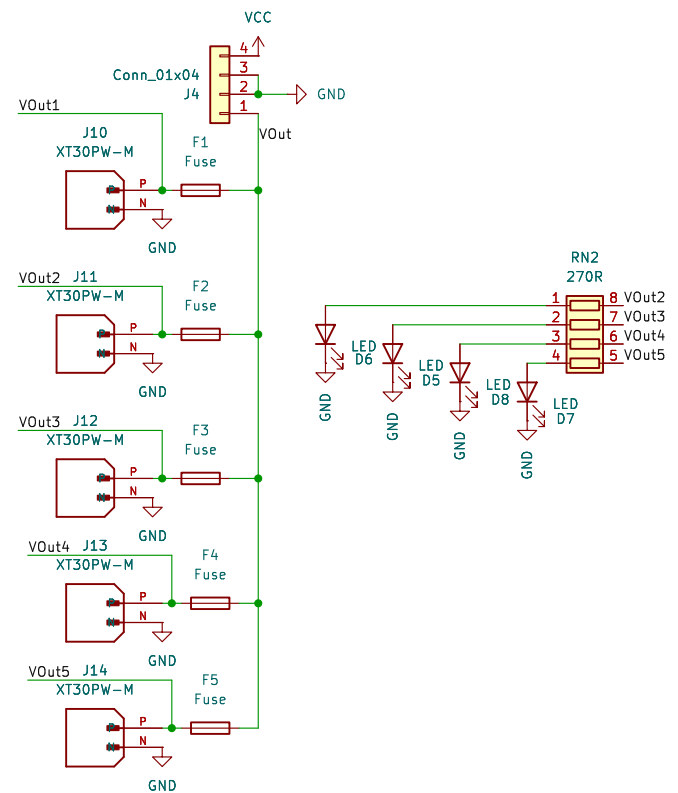 VCC
4
Conn_01x04
3
J4
2
GND
1
VOut1
VOut
J10
XT30PW-M
F1
Fuse
P
N
GND
RN2
270R
VOut2
J11
XT30PW-M
F2
Fuse
1
8
VOut2
2
7
VOut3
3
6
VOut4
4
5
VOut5
P
N
GND
LED
D6
LED
D5
LED
D8
LED
D7
GND
GND
GND
GND
VOut3
J12
XT30PW-M
F3
Fuse
P
N
GND
VOut4
J13
XT30PW-M
F4
Fuse
P
N
GND
VOut5
J14
XT30PW-M
F5
Fuse
P
N
GND